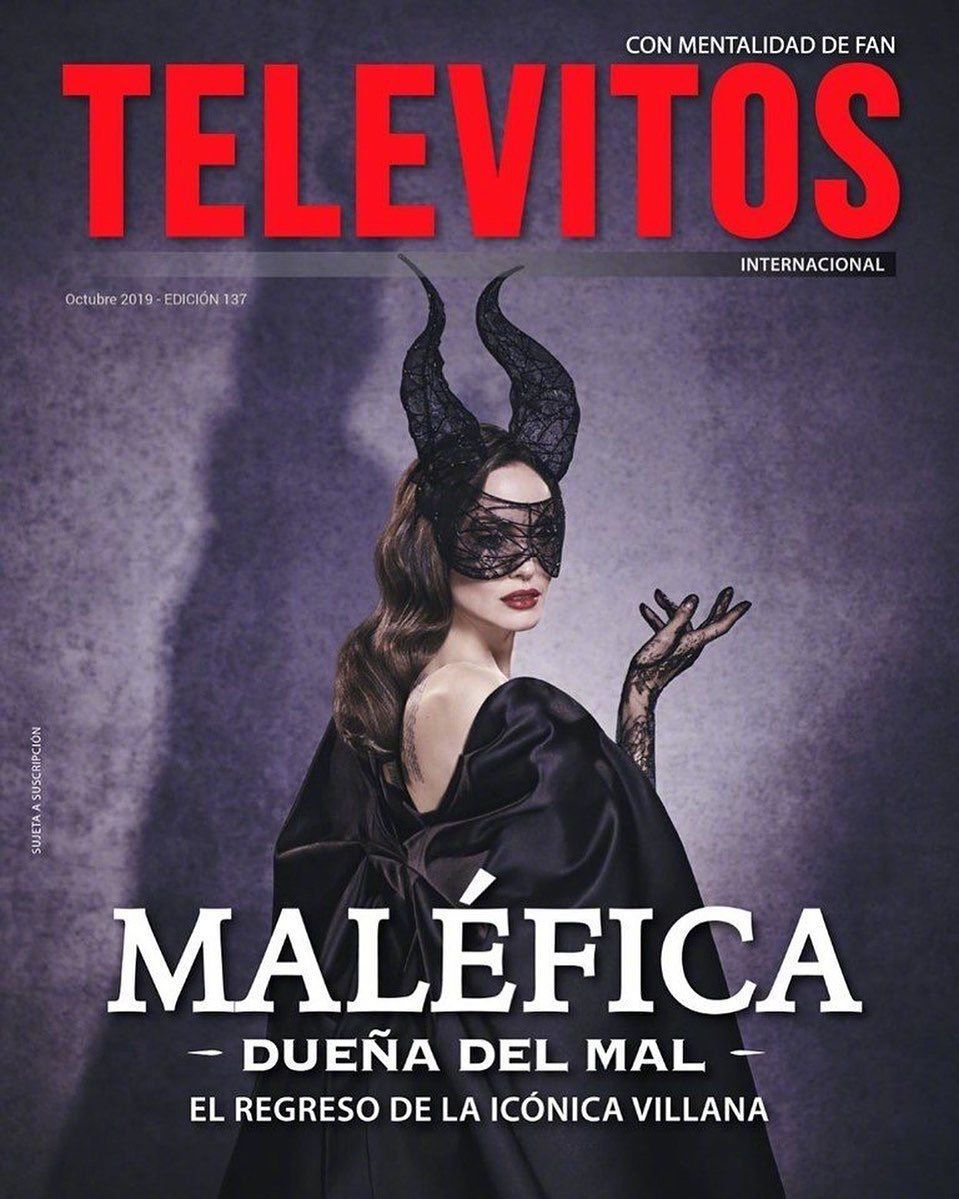 CON MENTALIDAD DE FAN
TELEVITOS
INTERNACIONAL
Octubre 2019 - EDICIÓN 137
SUJETA A SUSCRIPCIÓN
MALÉFICA
- DUEÑA DEL MAL -
EL REGRESO DE LA ICÓNICA VILLANA